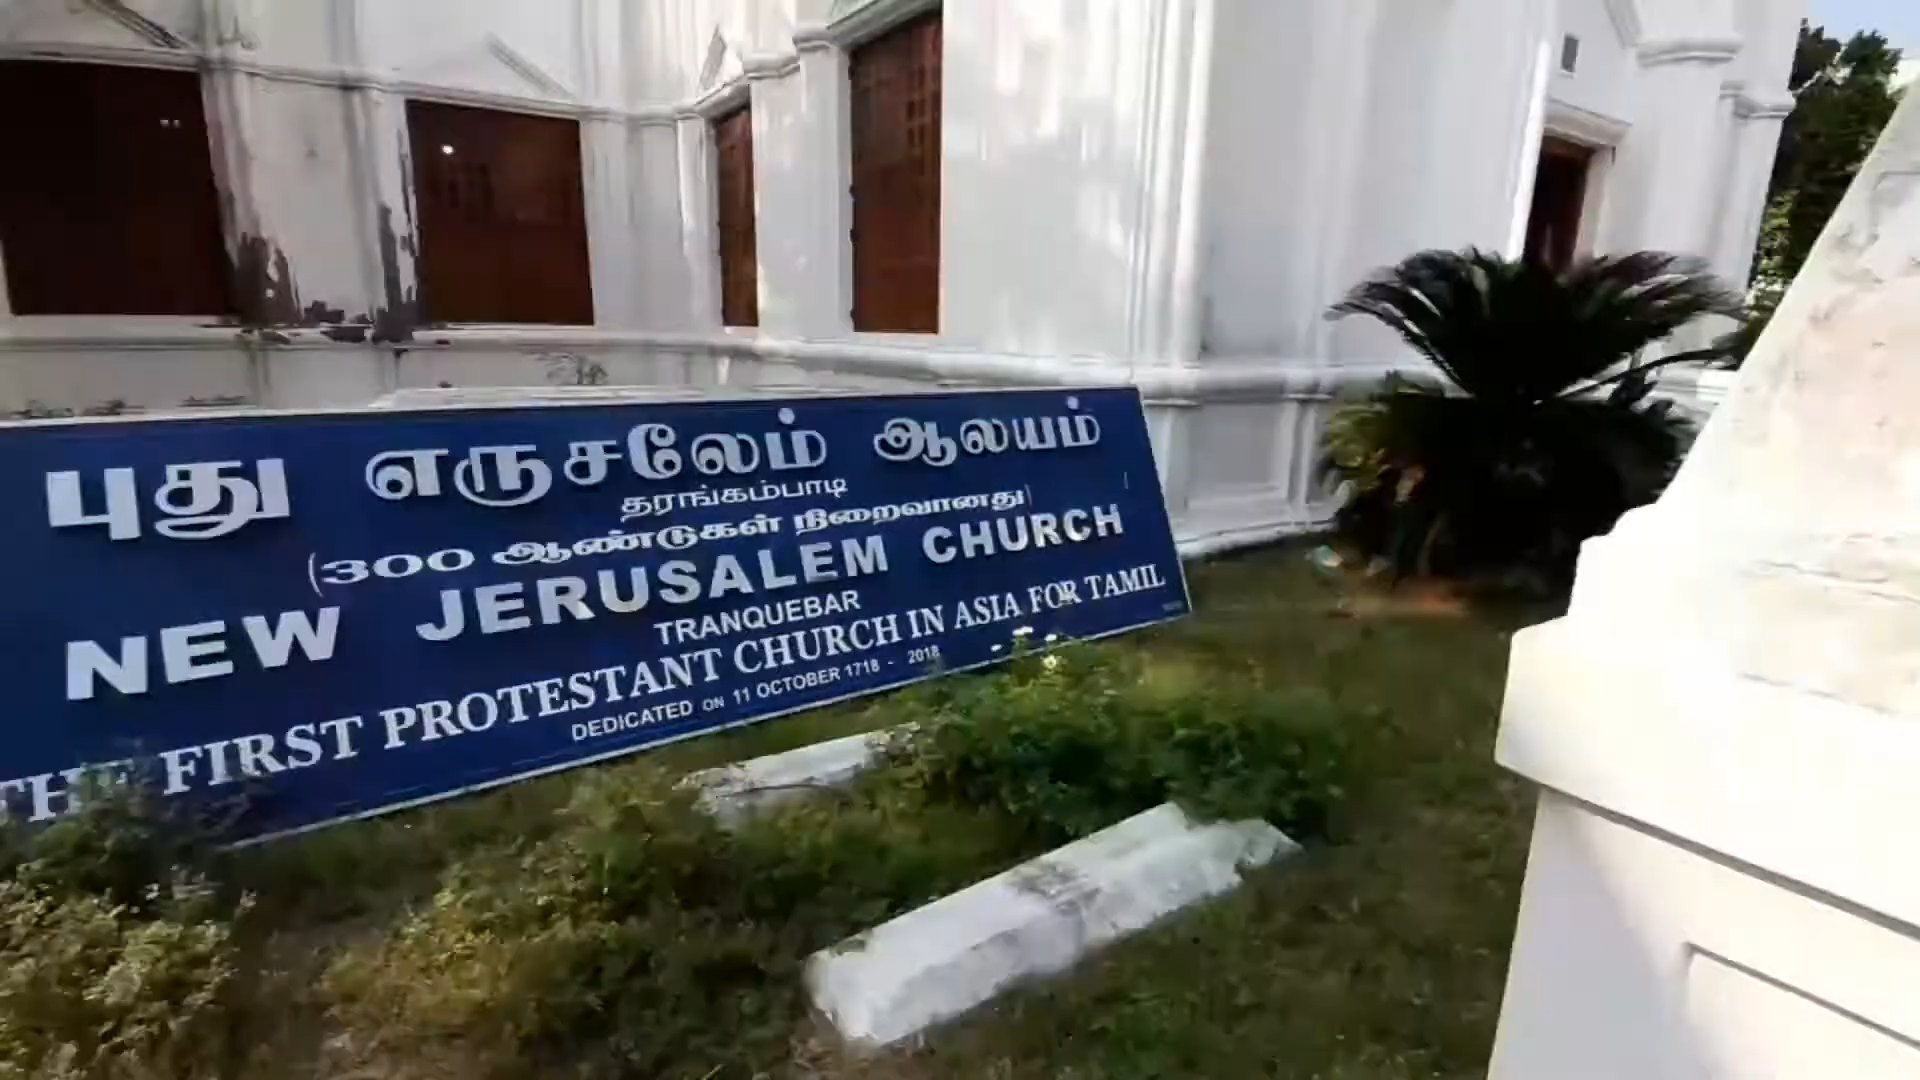 புது எருசலேம் ஆலயம்
தரங்கம்பாடி
(300 ஆண்டுகள் நிறைவானது)
NEW JERUSALEM CHURCH
TRANQUEBAR
THE FIRST PROTESTANT CHURCH IN ASIA FOR TAMIL
DEDICATED ON 11 OCTOBER 1718 - 2018